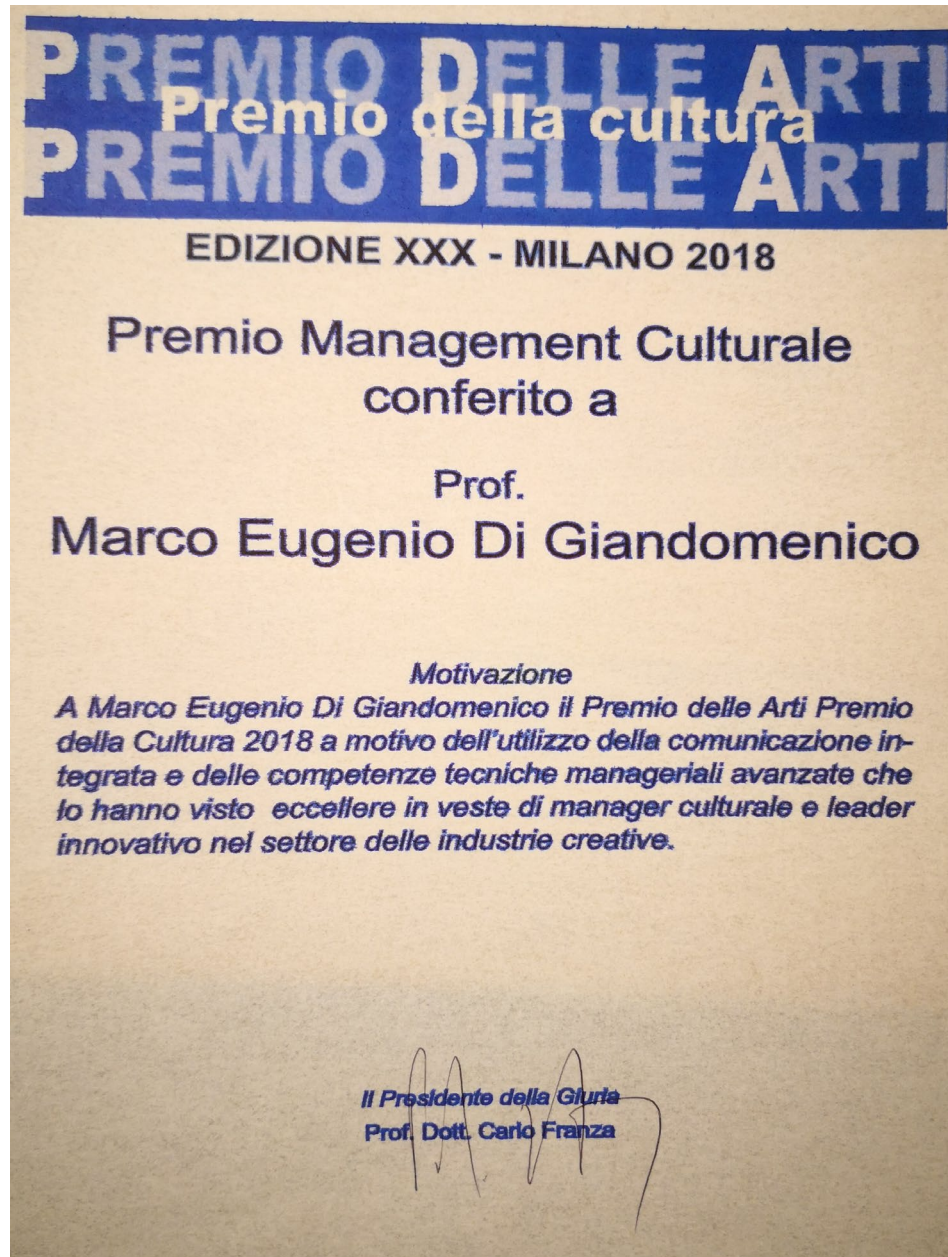 PREMIO DELLE ARTI
Premio della cultura
PREMIO DELLE ARTI
EDIZIONE XXX - MILANO 2018
Premio Management Culturale
conferito a
Prof.
Marco Eugenio Di Giandomenico
Motivazione
A Marco Eugenio Di Giandomenico il Premio delle Arti Premio
della Cultura 2018 a motivo dell'utilizzo della comunicazione in-
tegrata e delle competenze tecniche manageriali avanzate che
lo hanno visto eccellere in veste di manager culturale e leader
innovativo nel settore delle industrie creative.
Il Presidente della Giuria
Prof. Dott. Carlo Franza